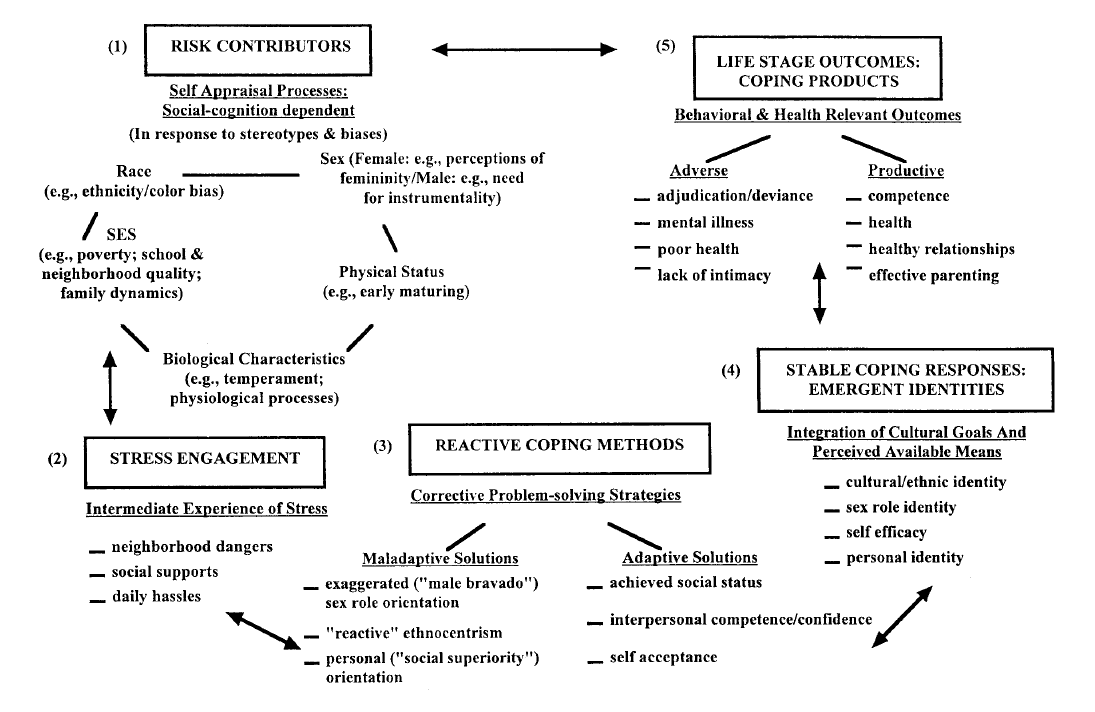 (1)
RISK CONTRIBUTORS
Self Appraisal Processes:
Social-cognition dependent
(In response to stereotypes & biases)
Race
(e.g., ethnicity/color bias)
Sex (Female: e.g., perceptions of
femininity/Male: e.g., need
for instrumentality)
SES
(e.g., poverty; school &
neighborhood quality;
family dynamics)
Physical Status
(e.g., early maturing)
Biological Characteristics
(e.g., temperament;
physiological processes)
(2)
STRESS ENGAGEMENT
Intermediate Experience of Stress
neighborhood dangers
social supports
daily hassles
(3)
REACTIVE COPING METHODS
Corrective Problem-solving Strategies
Maladaptive Solutions
exaggerated ("male bravado")
sex role orientation
"reactive" ethnocentrism
personal ("social superiority")
orientation
Adaptive Solutions
achieved social status
interpersonal competence/confidence
self acceptance
(4)
STABLE COPING RESPONSES:
EMERGENT IDENTITIES
Integration of Cultural Goals And
Perceived Available Means
cultural/ethnic identity
sex role identity
self efficacy
personal identity
(5)
LIFE STAGE OUTCOMES:
COPING PRODUCTS
Behavioral & Health Relevant Outcomes
Adverse
adjudication/deviance
mental illness
poor health
lack of intimacy
Productive
competence
health
healthy relationships
effective parenting